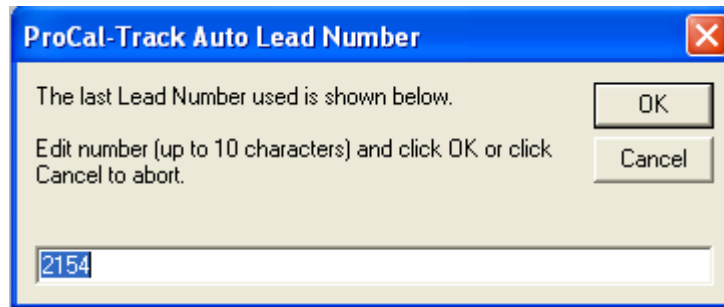 ProCal-Track Auto Lead Number
The last Lead Number used is shown below.
OK
Edit number (up to 10 characters) and click OK or click
Cancel to abort.
Cancel
2154